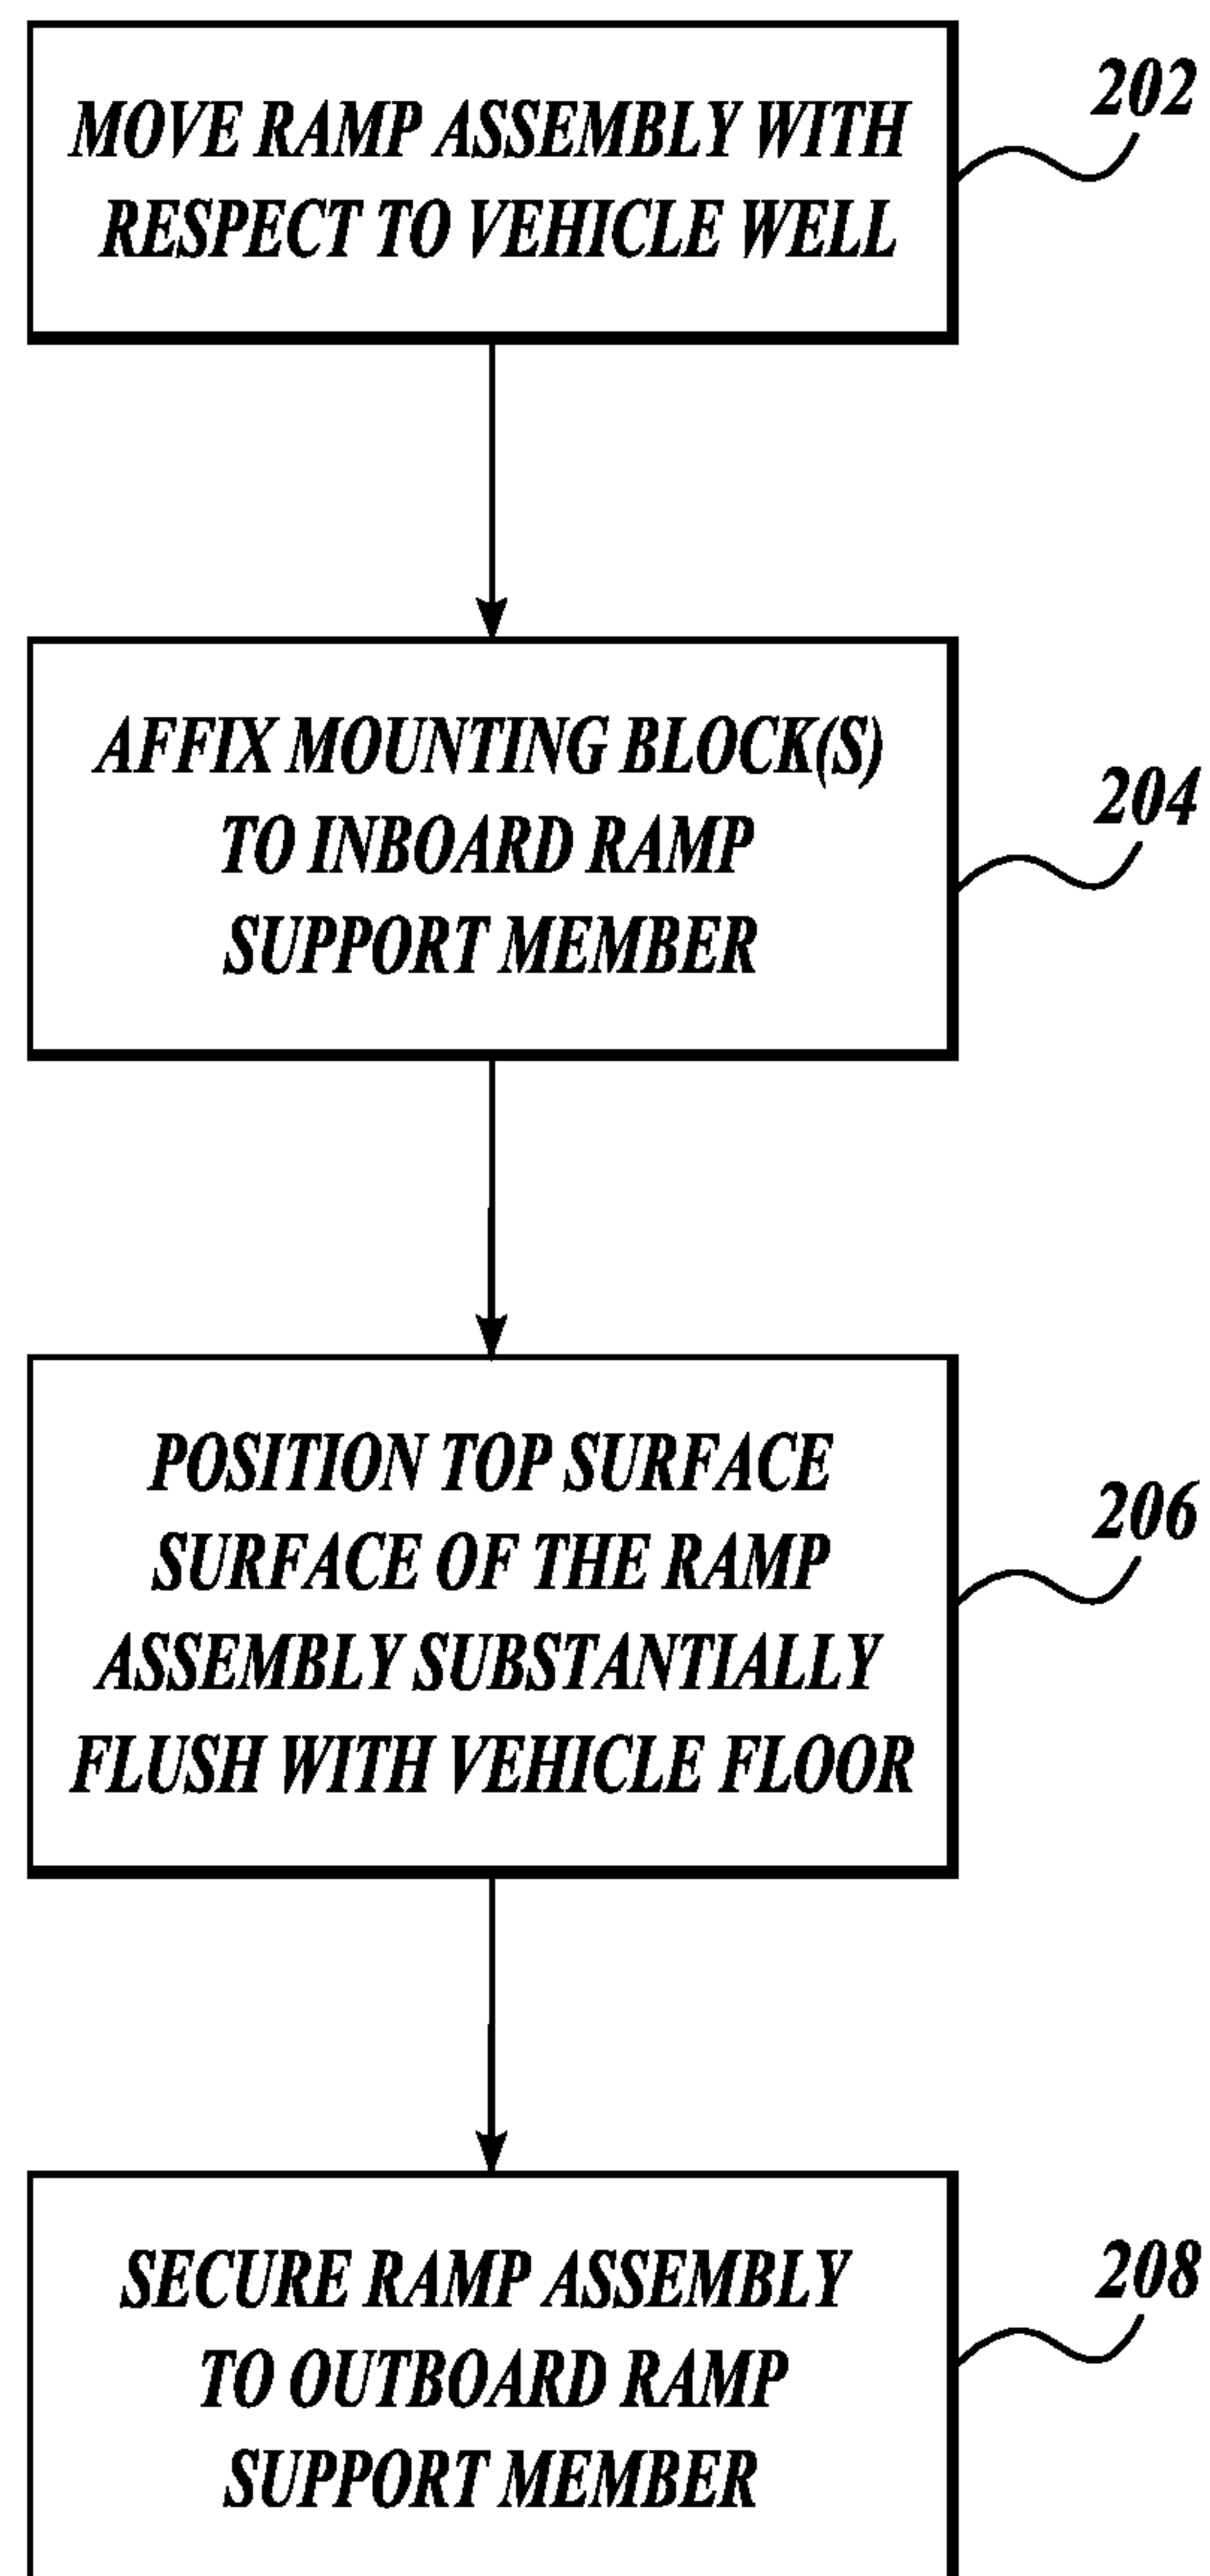 MOVE RAMP ASSEMBLY WITH
RESPECT TO VEHICLE WELL
202
AFFIX MOUNTING BLOCK(S)
TO INBOARD RAMP
SUPPORT MEMBER
204
POSITION TOP SURFACE
SURFACE OF THE RAMP
ASSEMBLY SUBSTANTIALLY
FLUSH WITH VEHICLE FLOOR
206
SECURE RAMP ASSEMBLY
TO OUTBOARD RAMP
SUPPORT MEMBER
208